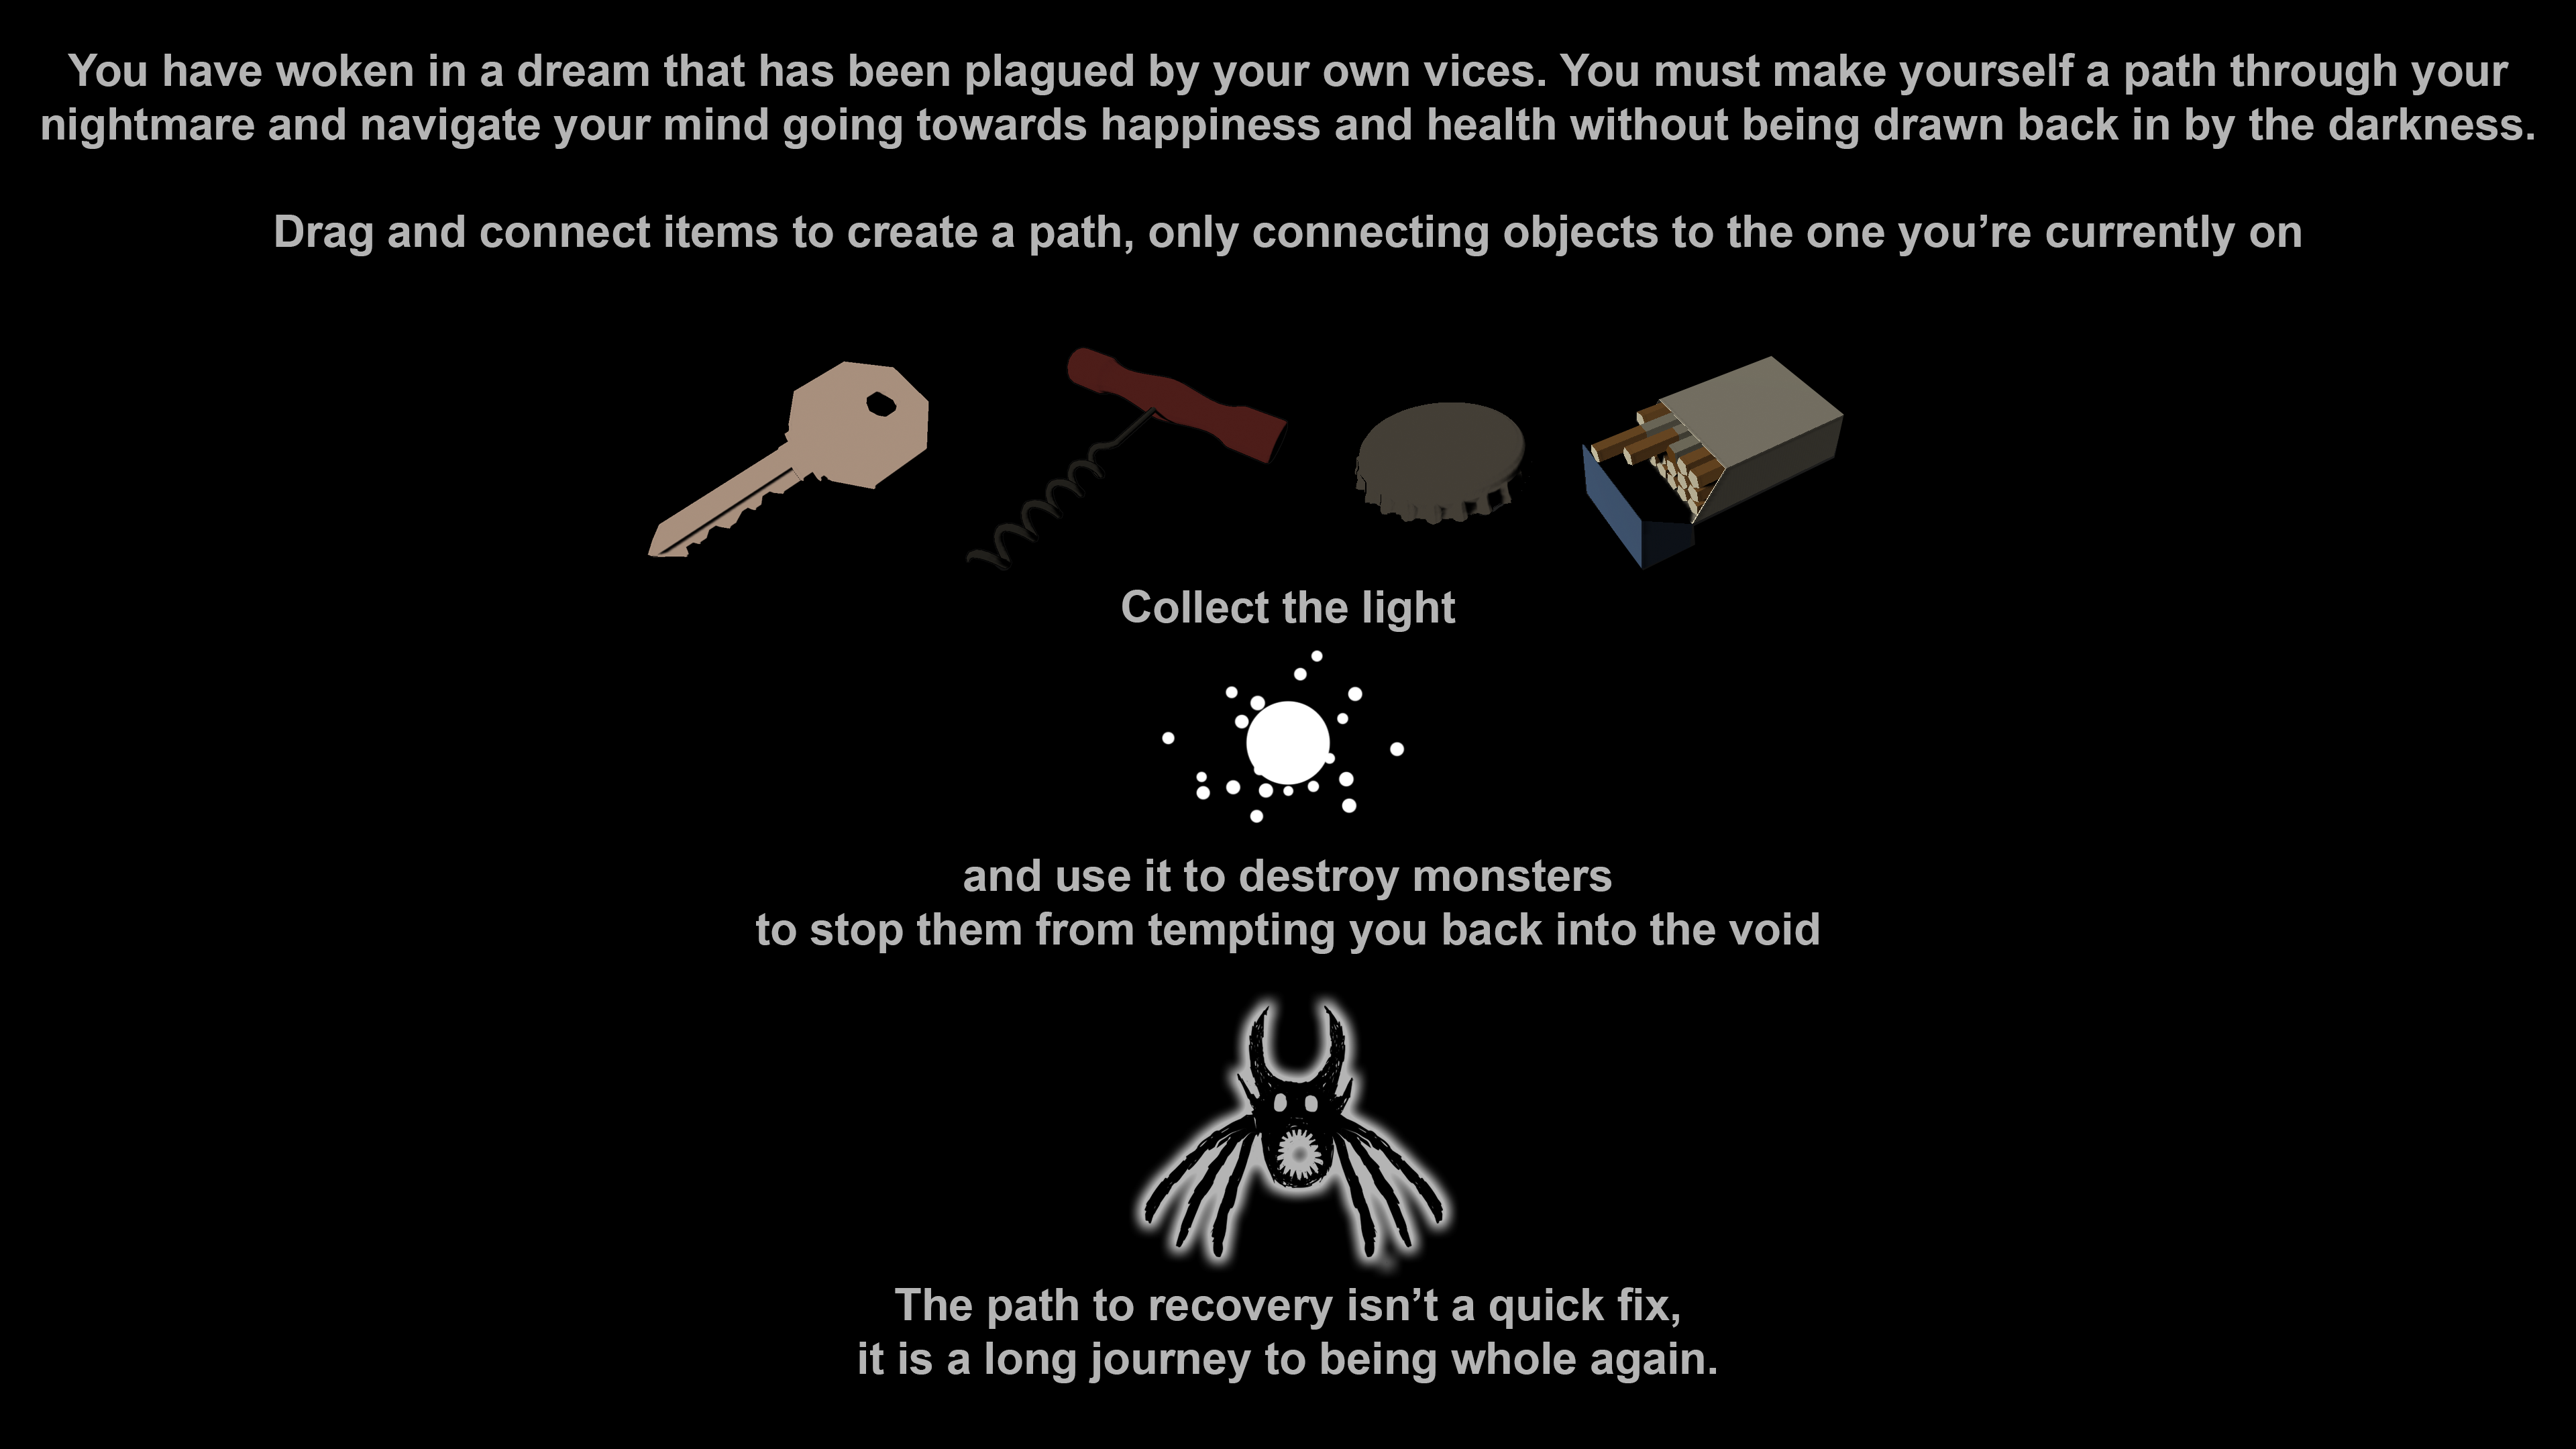 You have woken in a dream that has been plagued by your own vices. You must make yourself a path through your
nightmare and navigate your mind going towards happiness and health without being drawn back in by the darkness.
Drag and connect items to create a path, only connecting objects to the one you’re currently on
Collect the light
and use it to destroy monsters
to stop them from tempting you back into the void
The path to recovery isn’t a quick fix,
it is a long journey to being whole again.